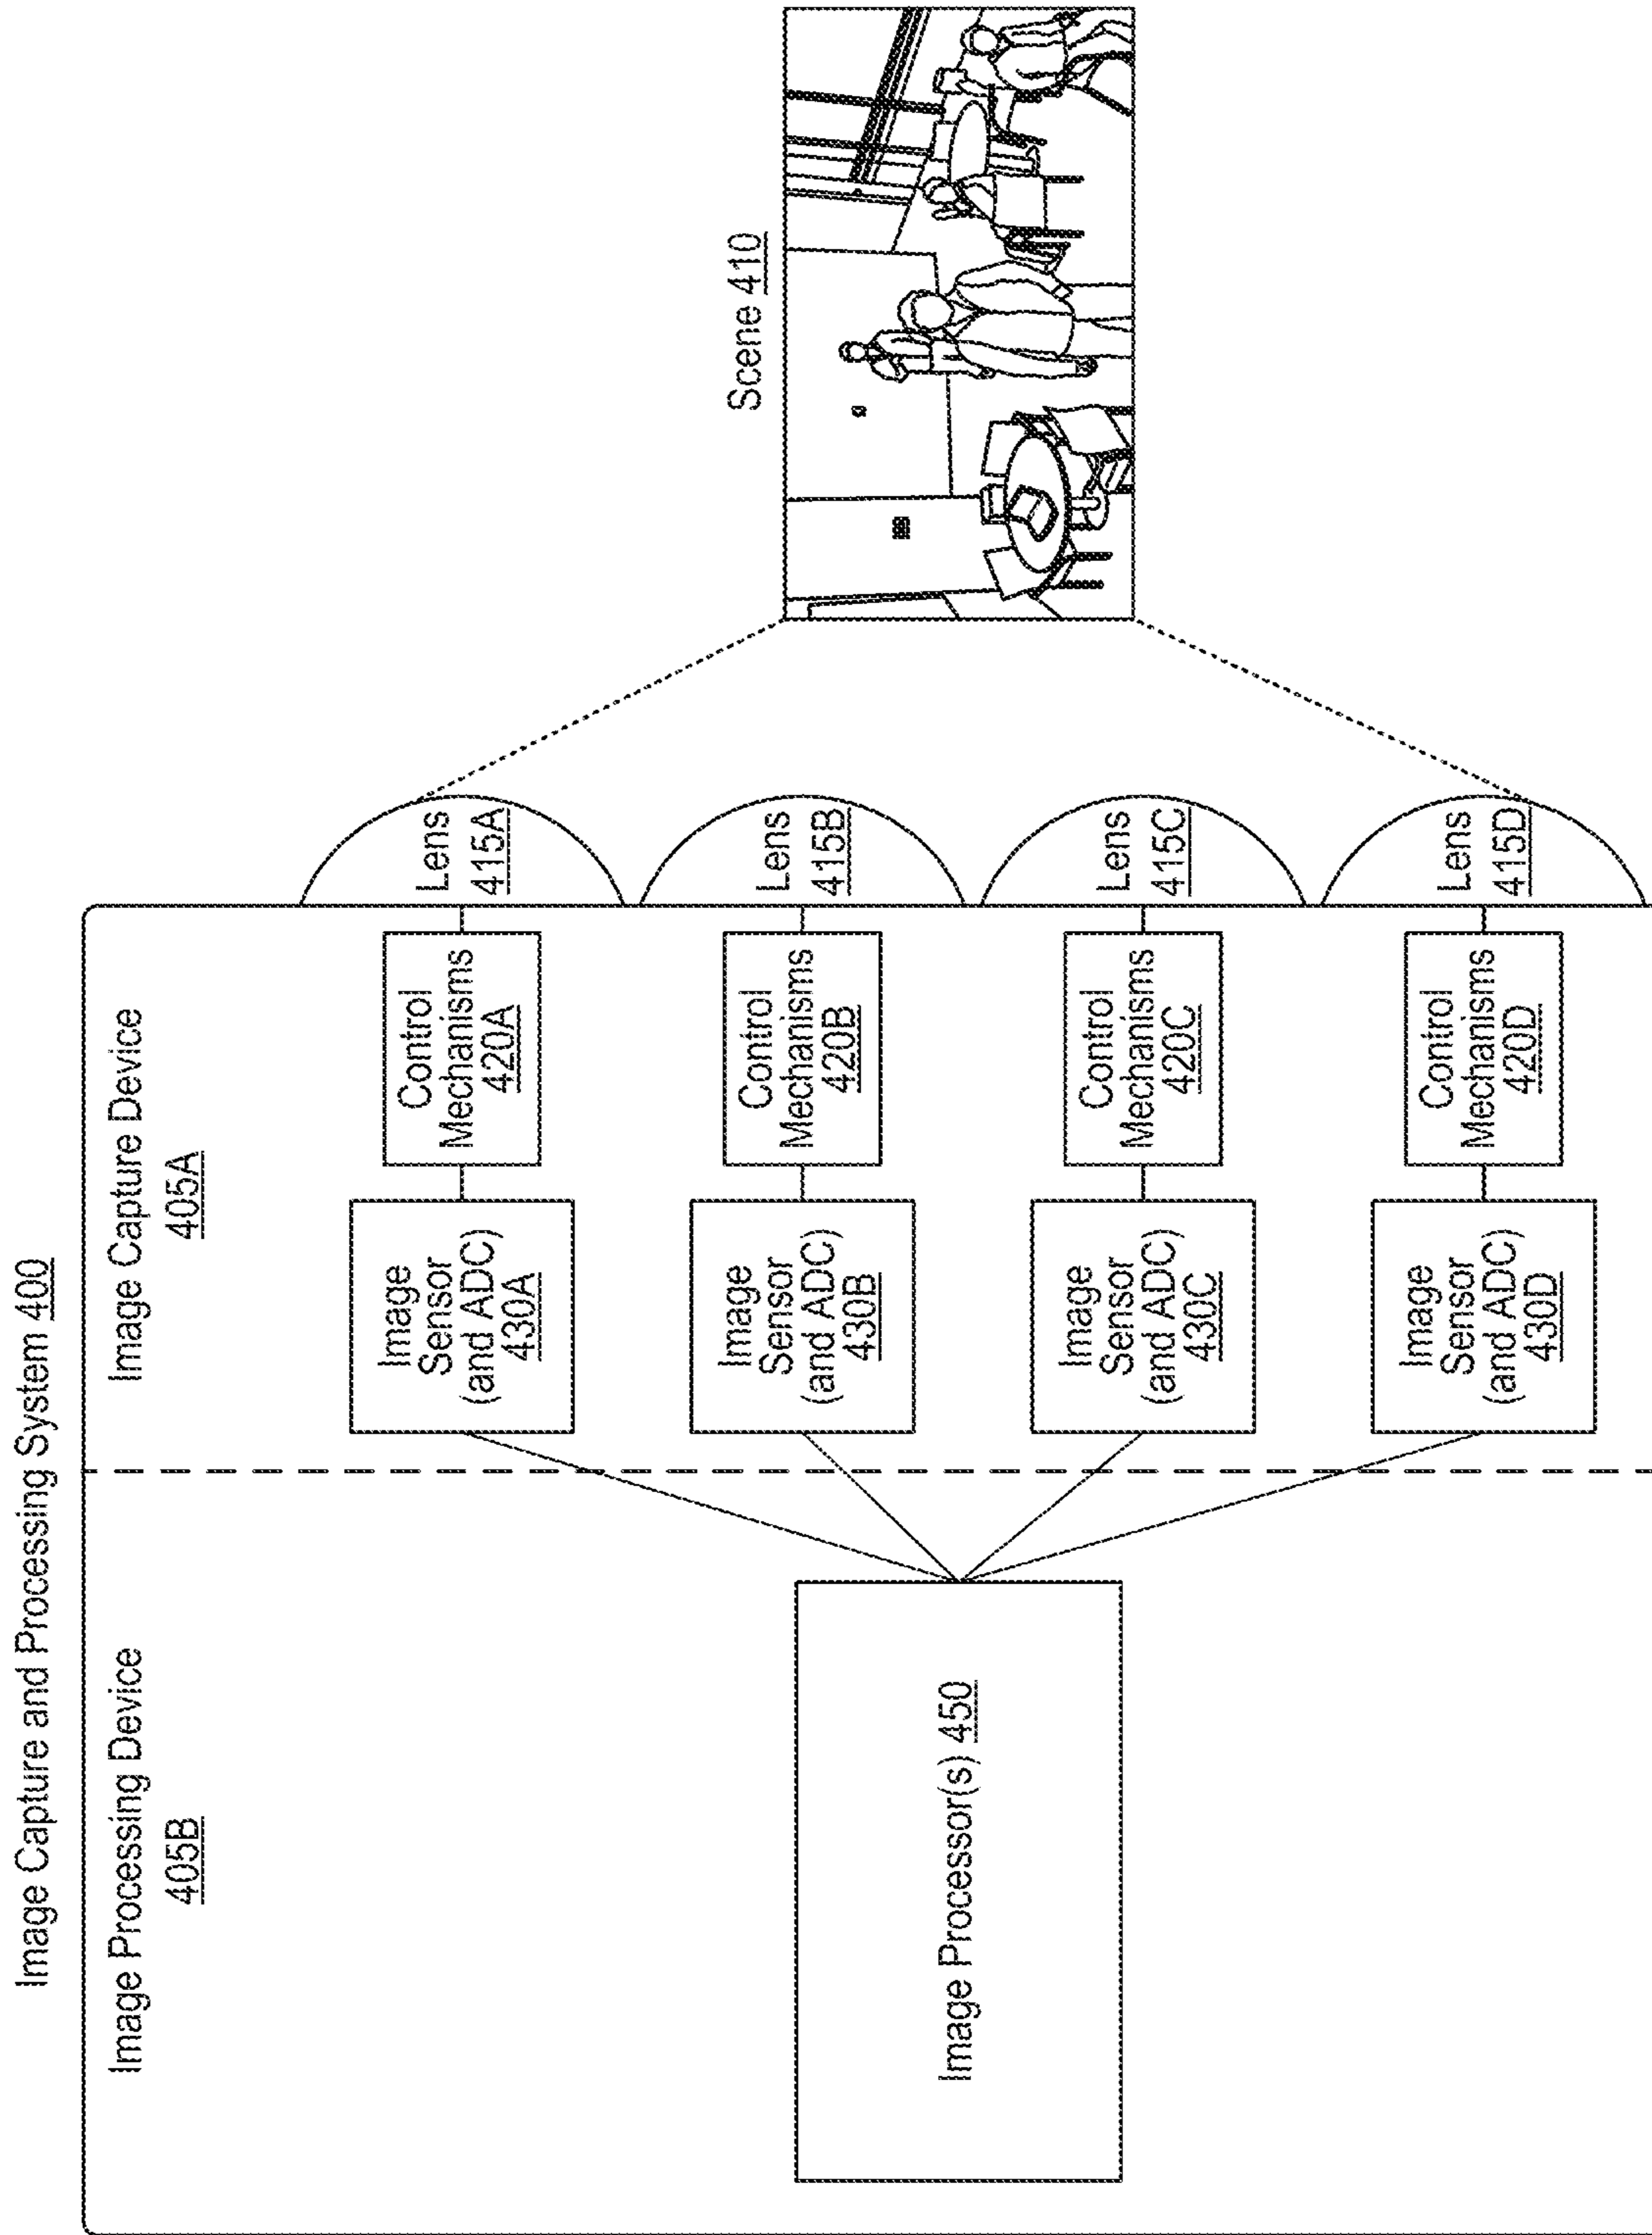 Image Capture and Processing System 400
Image Processing Device
405B
Image Capture Device
405A
Image Processor(s) 450
Image
Sensor
(and ADC)
430A
Control
Mechanisms
420A
Lens
415A
Image
Sensor
(and ADC)
430B
Control
Mechanisms
420B
Lens
415B
Image
Sensor
(and ADC)
430C
Control
Mechanisms
420C
Lens
415C
Image
Sensor
(and ADC)
430D
Control
Mechanisms
420D
Lens
415D
Scene 410